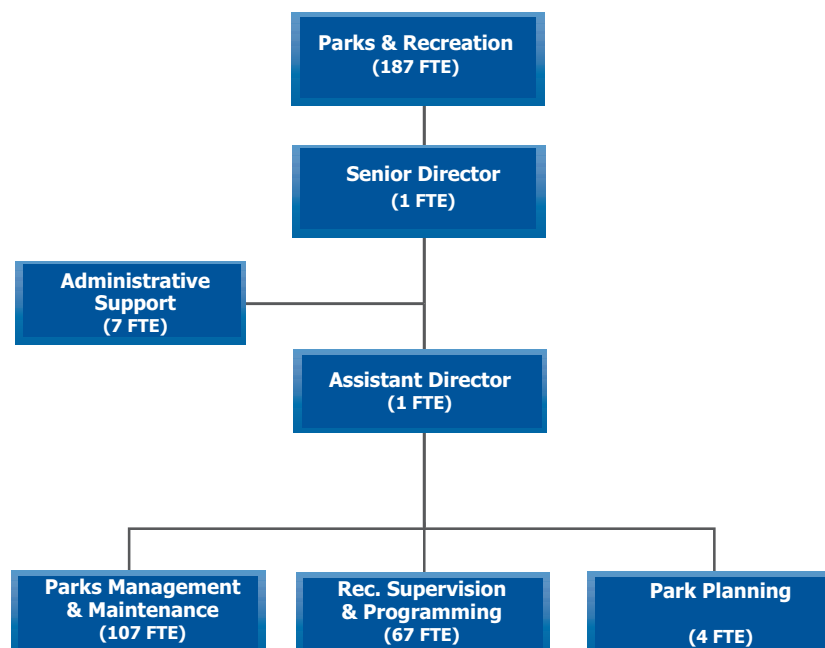 Parks & Recreation
(187 FTE)
Senior Director
(1 FTE)
Administrative
Support
(7 FTE)
Assistant Director
(1 FTE)
Parks Management
& Maintenance
(107 FTE)
Rec. Supervision
& Programming
(67 FTE)
Park Planning
(4 FTE)